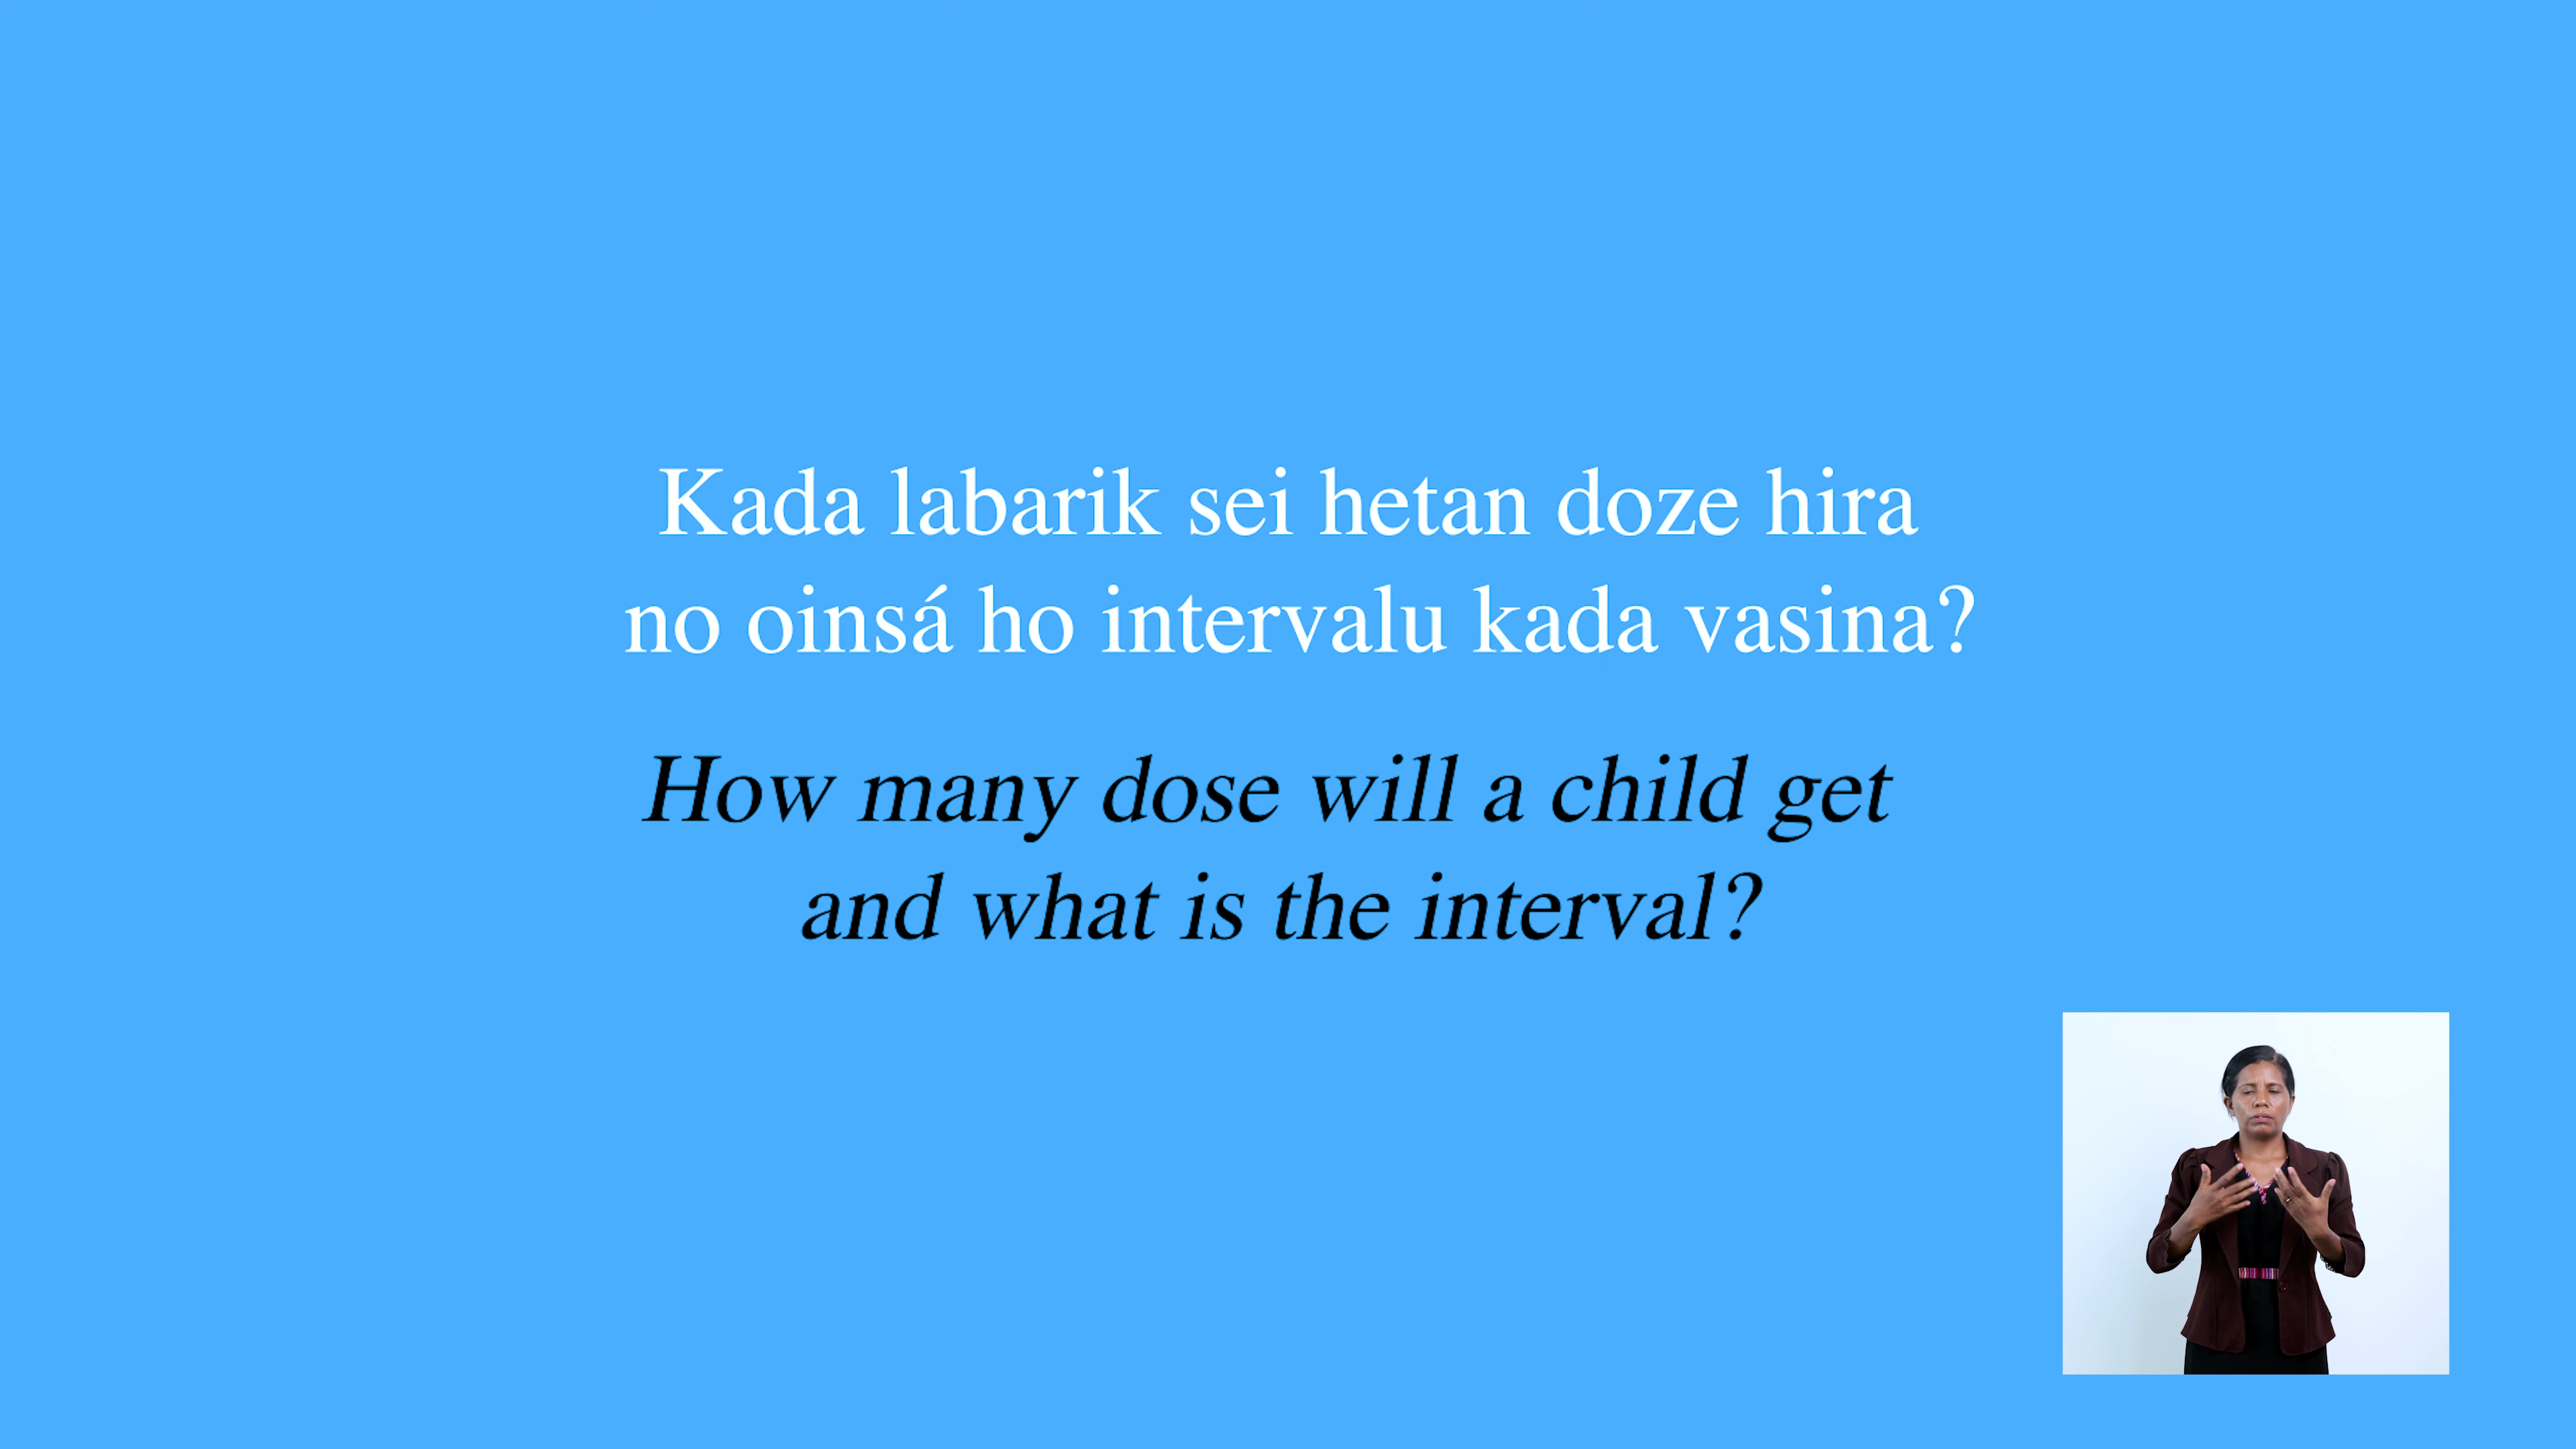 Kada labarik sei hetan doze hira
no oinsá ho intervalu kada vasina?
How many dose will a child get
and what is the interval?